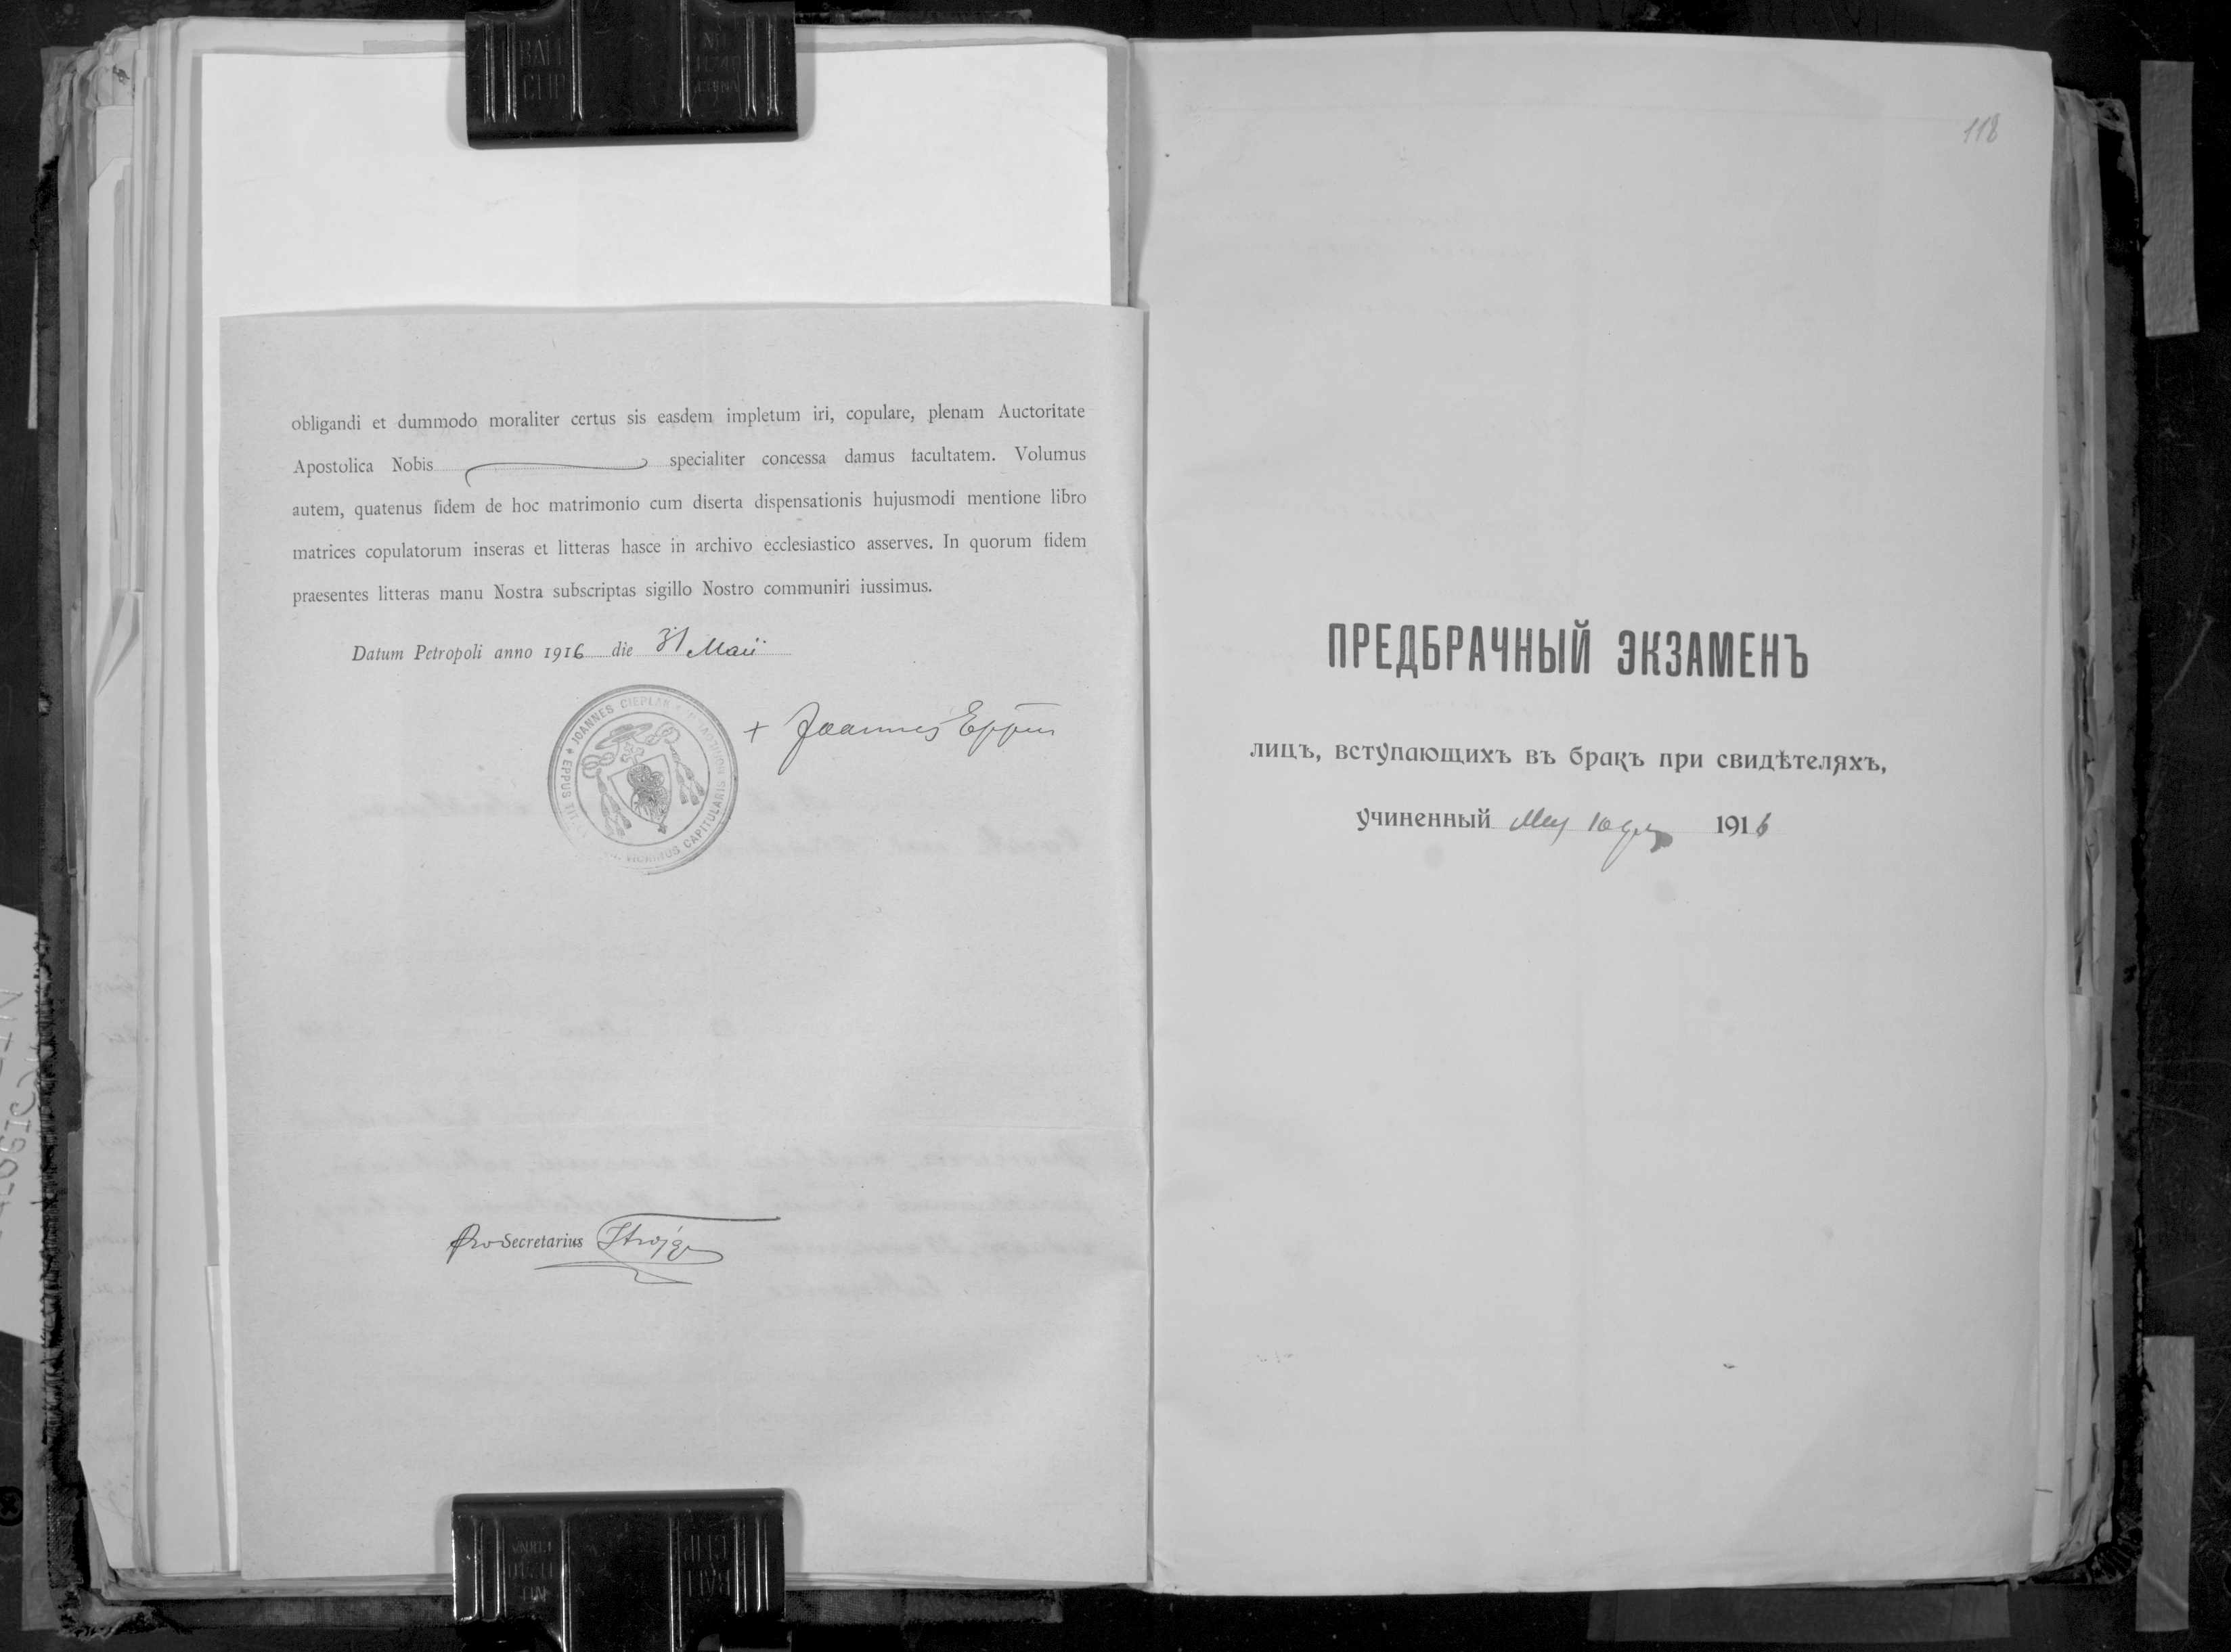 obligandi et dummodo moraliter certus sis easdem impletum iri, copulare, plenam Auctoritate
Apostolica Nobis specialiter concessa damus facultatem. Volumus
autem, quatenus fidem de hoc matrimonio cum diserta dispensationis hujusmodi mentione libro
matrices copulatorum inseras et litteras hasce in archivo ecclesiastico asserves. In quorum fidem
praesentes litteras manu Nostra subscriptas sigillo Nostro communiri iussimus.
Datum Petropoli anno 1916 die 31 Maii
+ Joannes Eppus
JOANNES CIEPLAK
EPPUS
VICARIUS CAPITULARIS
ProSecretarius
118
ПРЕДБРАЧНЫЙ ЭКЗАМЕНЪ
лицъ, вступающихъ въ бракъ при свидѣтеляхъ,
учиненный 1916
BALL
CLIP